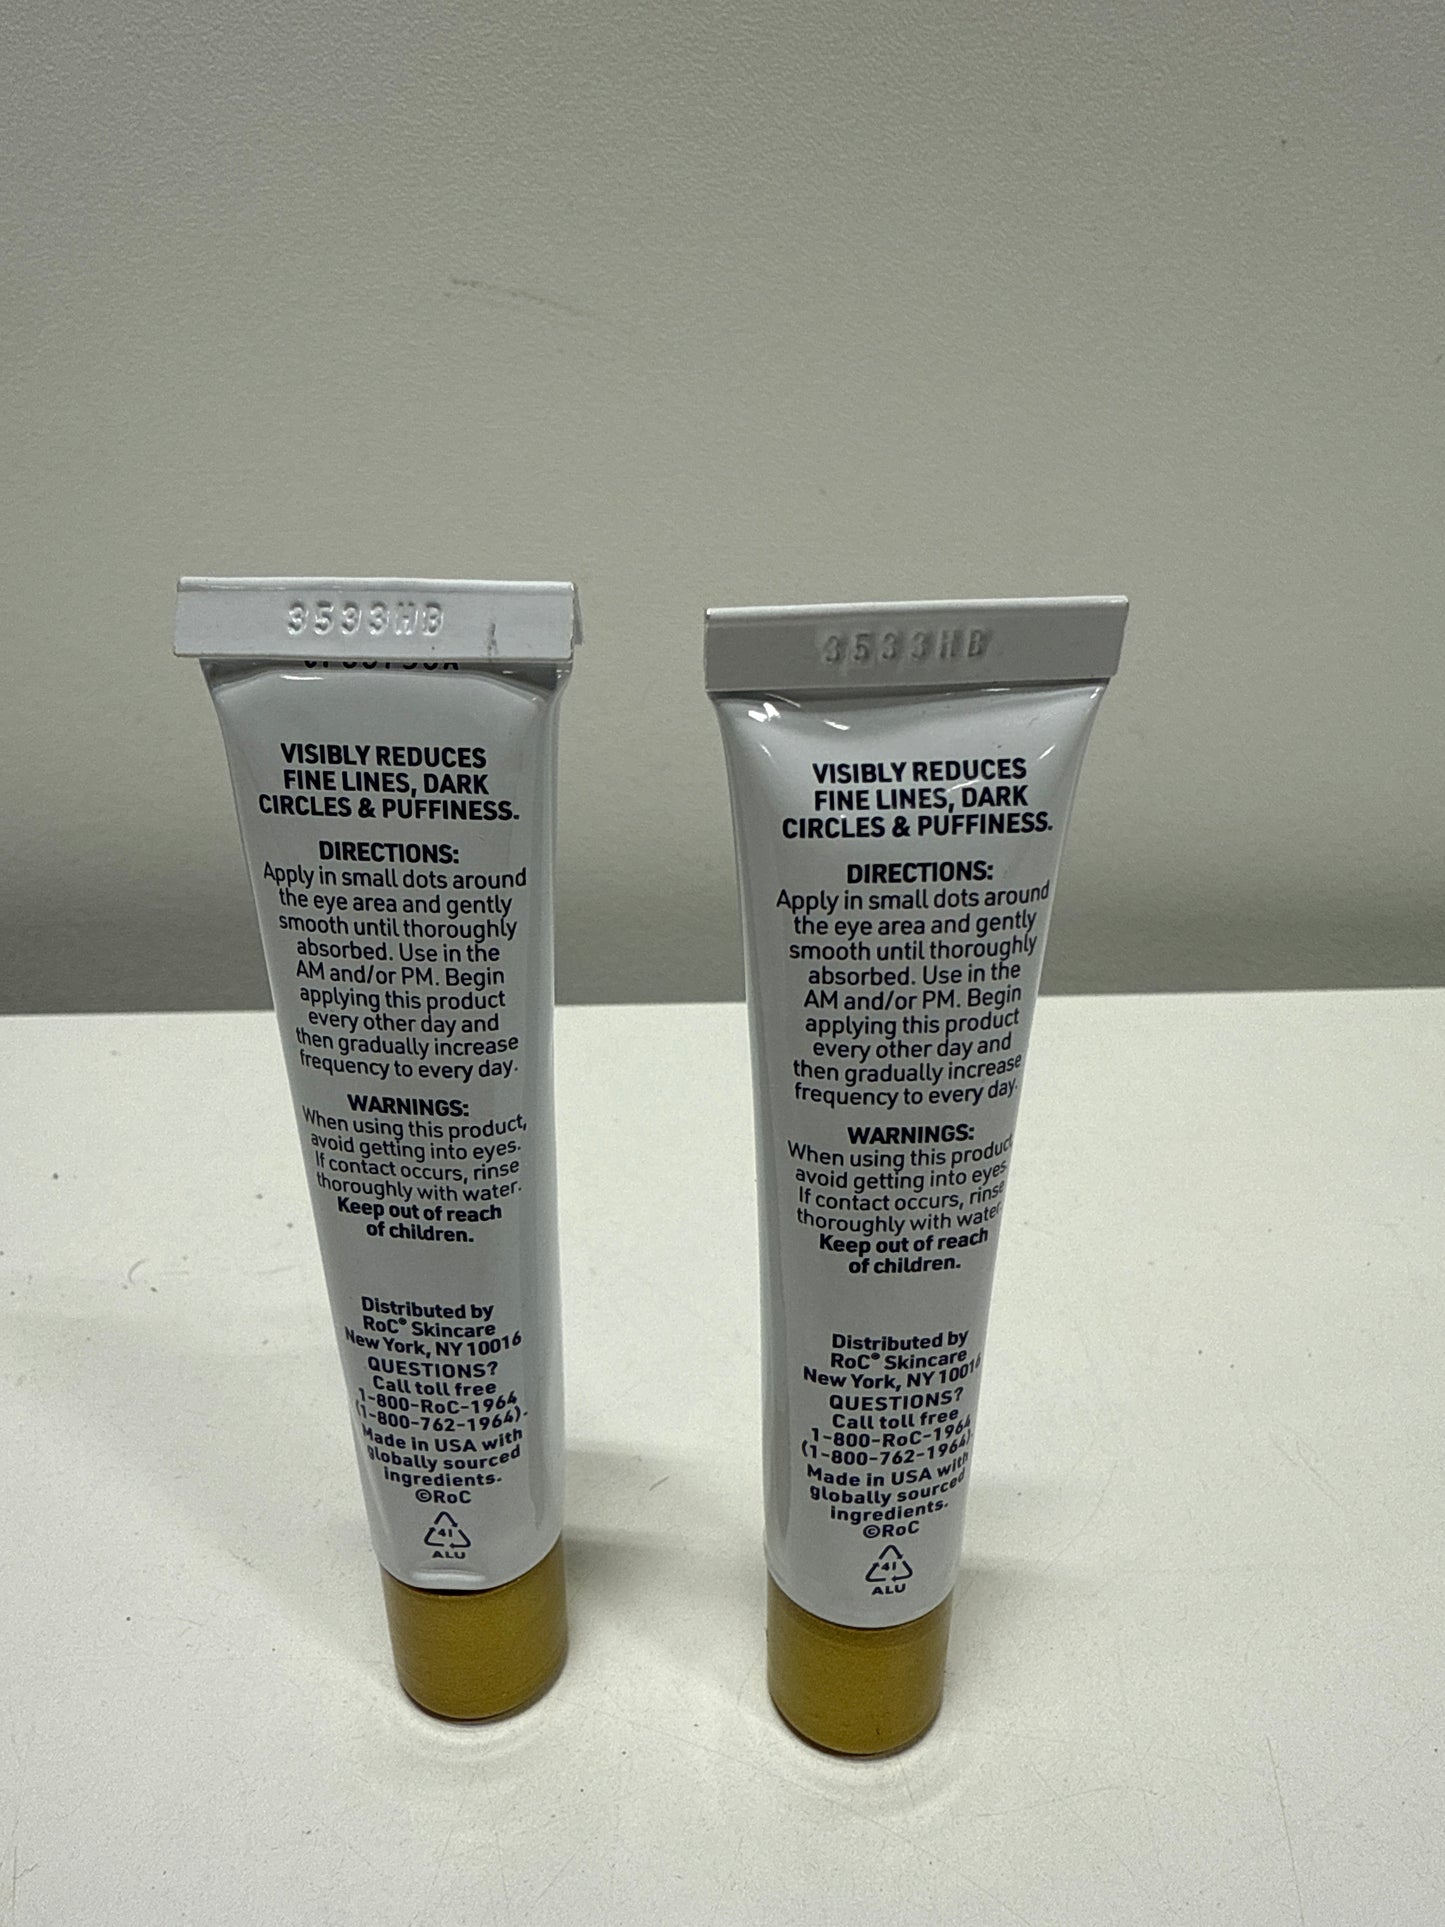 3533HB
VISIBLY REDUCES
FINE LINES, DARK
CIRCLES & PUFFINESS.
DIRECTIONS:
Apply in small dots around
the eye area and gently
smooth until thoroughly
absorbed. Use in the
AM and/or PM. Begin
applying this product
every other day and
then gradually increase
frequency to every day.
WARNINGS:
When using this product,
avoid getting into eyes.
If contact occurs, rinse
thoroughly with water.
Keep out of reach
of children.
Distributed by
RoC® Skincare
New York, NY 10016
QUESTIONS?
Call toll free
1-800-RoC-1964
(1-800-762-1964).
Made in USA with
globally sourced
ingredients.
©RoC
41
ALU
3533HB
VISIBLY REDUCES
FINE LINES, DARK
CIRCLES & PUFFINESS.
DIRECTIONS:
Apply in small dots around
the eye area and gently
smooth until thoroughly
absorbed. Use in the
AM and/or PM. Begin
applying this product
every other day and
then gradually increase
frequency to every day.
WARNINGS:
When using this product
avoid getting into eyes.
If contact occurs, rinse
thoroughly with water.
Keep out of reach
of children.
Distributed by
RoC® Skincare
New York, NY 10016
QUESTIONS?
Call toll free
1-800-RoC-1964
(1-800-762-1964).
Made in USA with
globally sourced
ingredients.
©RoC
41
ALU